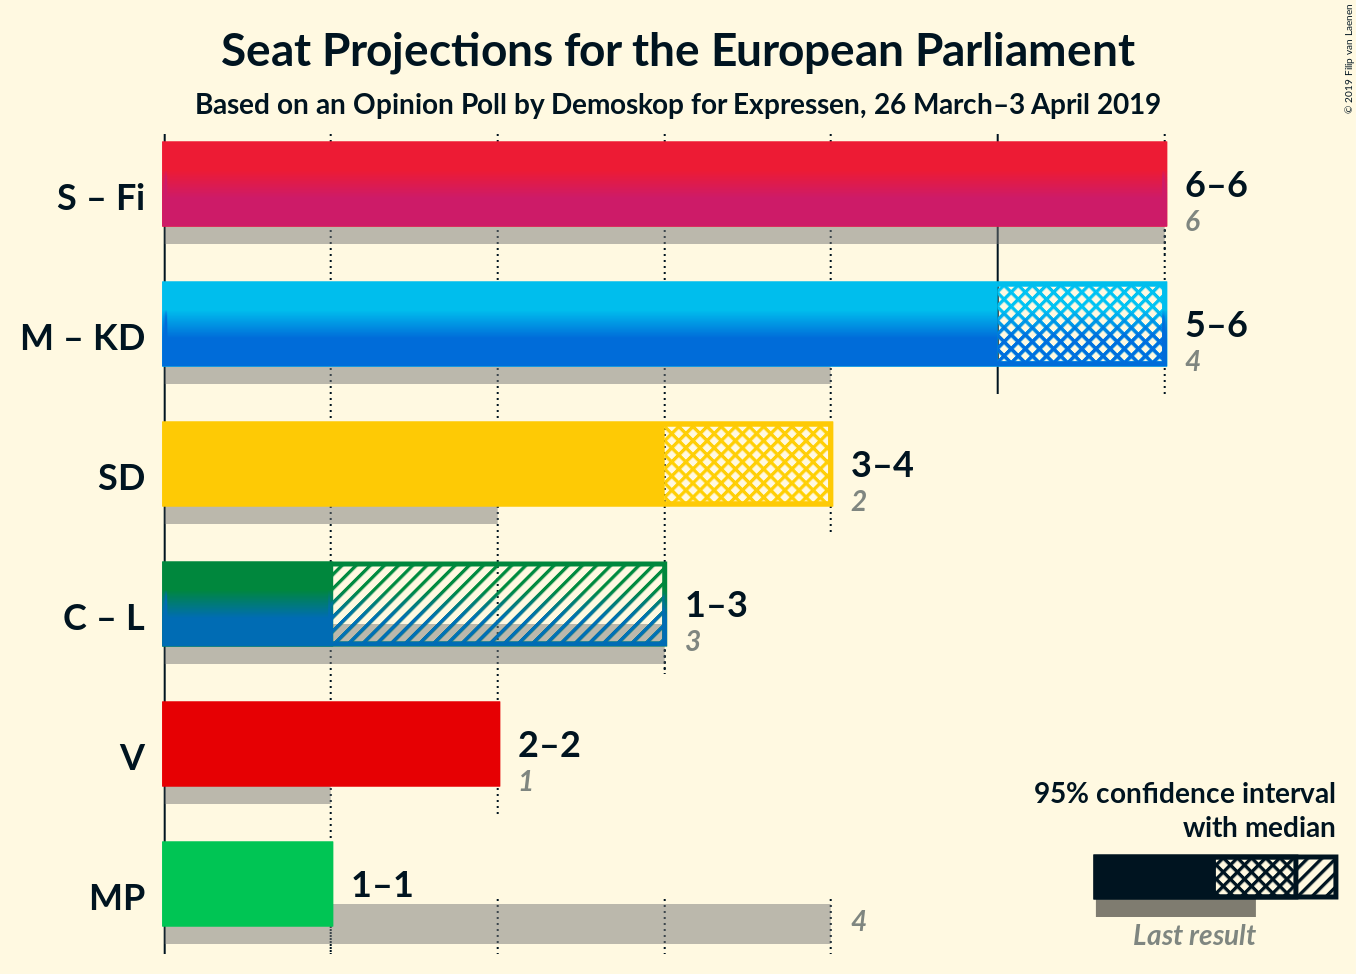 Seat Projections for the European Parliament
Based on an Opinion Poll by Demoskop for Expressen, 26 March–3 April 2019
© 2019 Filip van Laenen
S – Fi
6–6
6
M – KD
5–6
4
SD
3–4
2
C – L
1–3
3
V
2–2
1
MP
1–1
4
95% confidence interval
with median
Last result